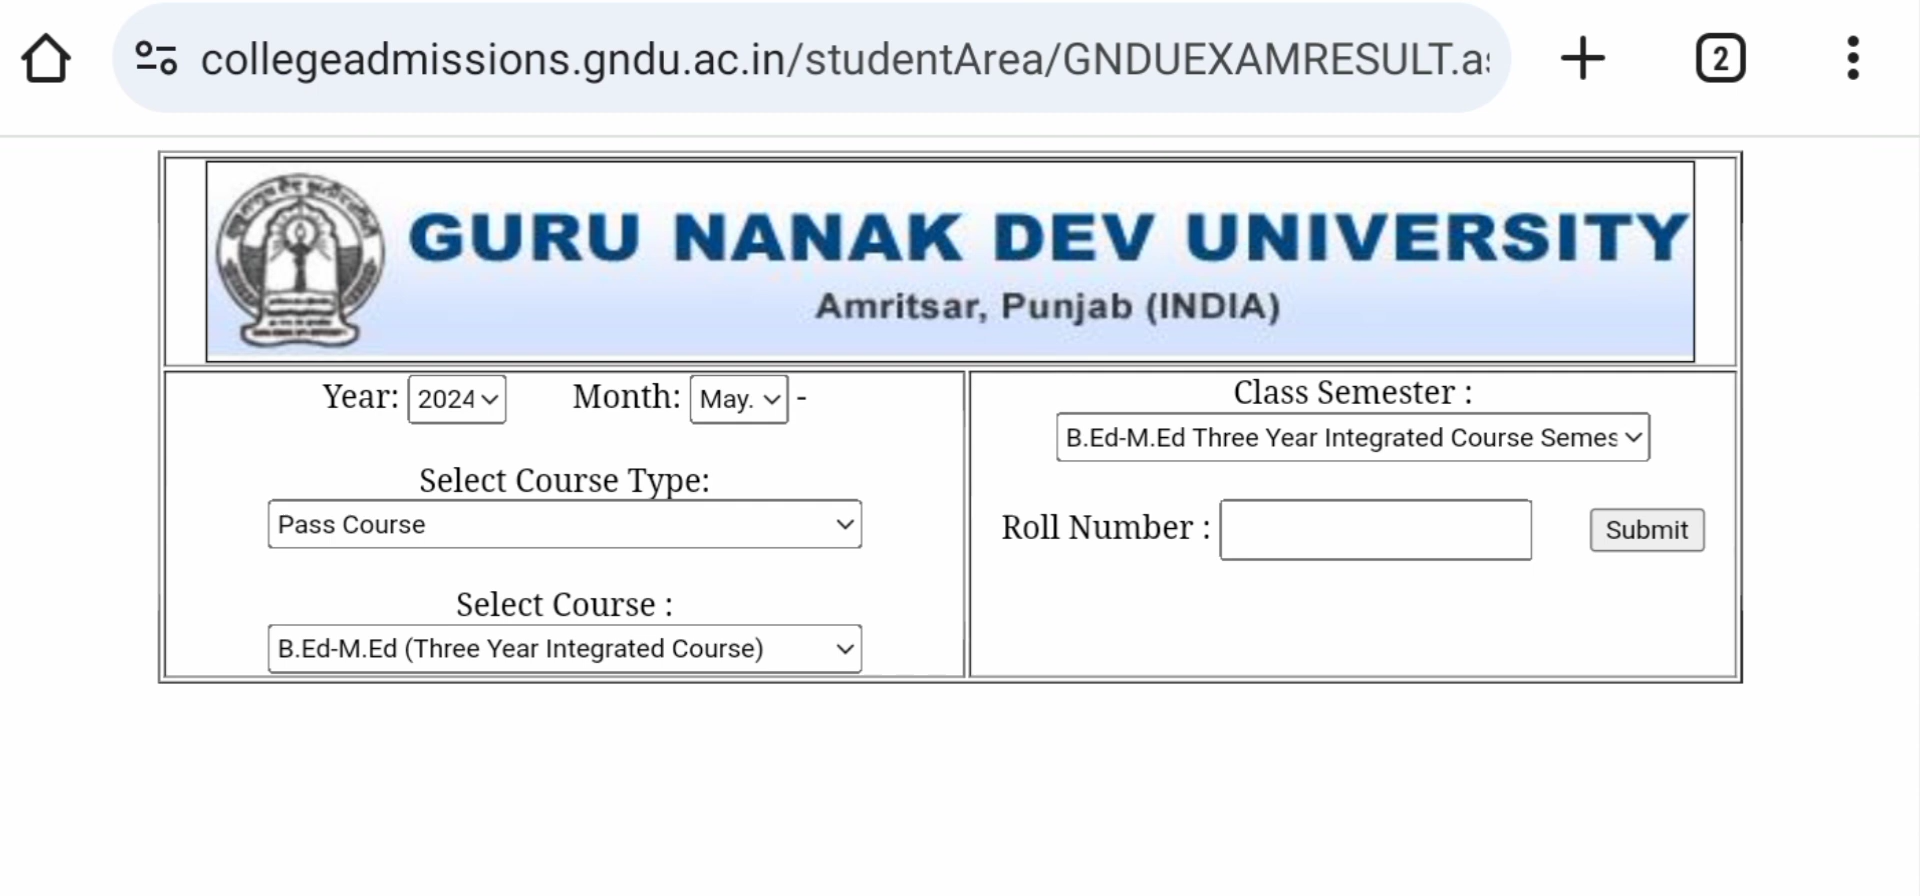 collegeadmissions.gndu.ac.in/studentArea/GNDUEXAMRESULT.as
2
GURU NANAK DEV UNIVERSITY
Amritsar, Punjab (INDIA)
Year: 2024 Month: May. -
Select Course Type:
Pass Course
Select Course :
B.Ed-M.Ed (Three Year Integrated Course)
Class Semester :
B.Ed-M.Ed Three Year Integrated Course Semes
Roll Number : Submit